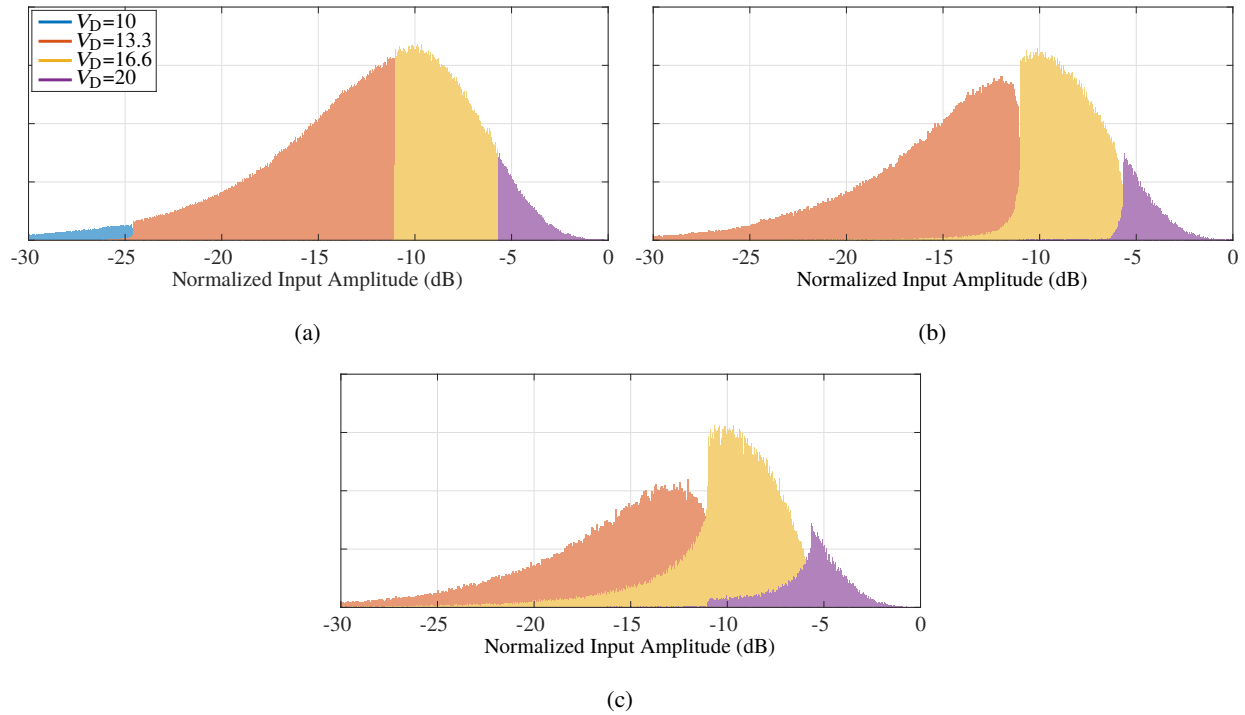 V_D=10
V_D=13.3
V_D=16.6
V_D=20
-30 -25 -20 -15 -10 -5 0
Normalized Input Amplitude (dB)
(a)
-30 -25 -20 -15 -10 -5 0
Normalized Input Amplitude (dB)
(b)
-30 -25 -20 -15 -10 -5 0
Normalized Input Amplitude (dB)
(c)